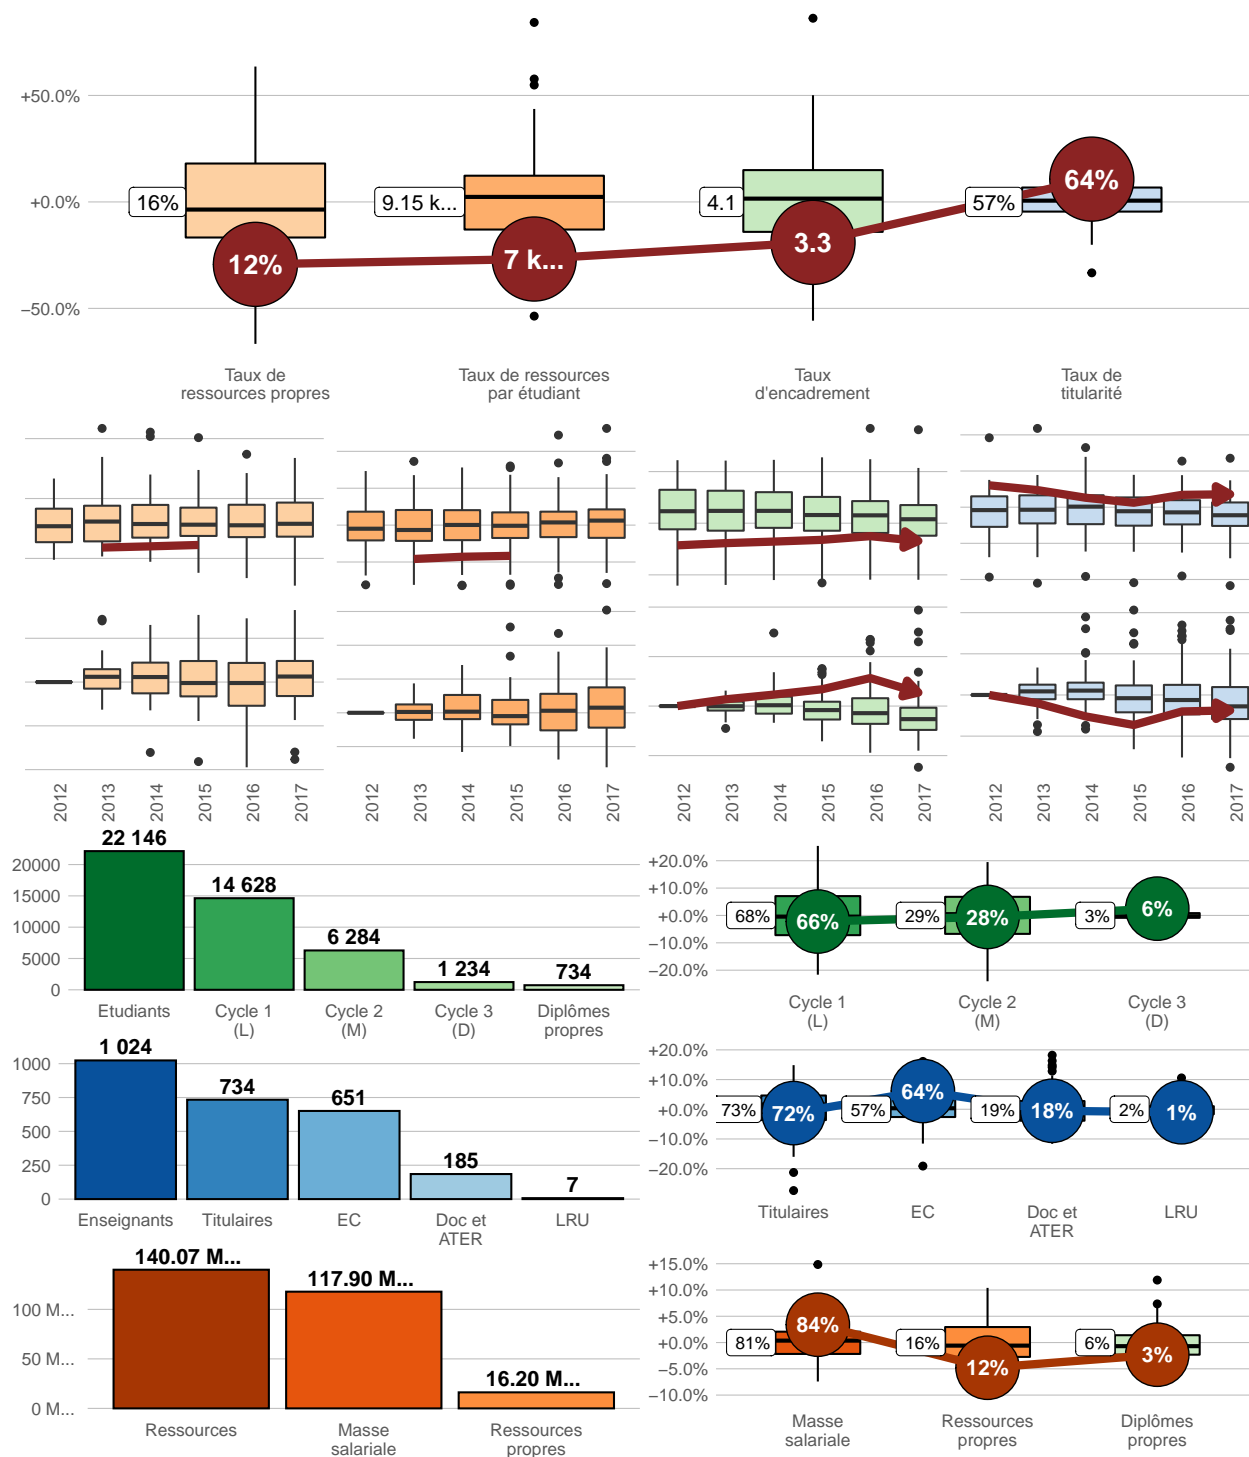 +50.0%
+0.0%
−50.0%
16%
12%
9.15 k...
7 k...
4.1
3.3
57%
64%
Taux de
ressources propres
Taux de ressources
par étudiant
Taux
d'encadrement
Taux de
titularité
2012
2013
2014
2015
2016
2017
2012
2013
2014
2015
2016
2017
2012
2013
2014
2015
2016
2017
2012
2013
2014
2015
2016
2017
20000
15000
10000
5000
0
22 146
14 628
6 284
1 234
734
Etudiants
Cycle 1
(L)
Cycle 2
(M)
Cycle 3
(D)
Diplômes
propres
+20.0%
+10.0%
+0.0%
−10.0%
−20.0%
68%
66%
29%
28%
3%
6%
Cycle 1
(L)
Cycle 2
(M)
Cycle 3
(D)
1000
750
500
250
0
1 024
734
651
185
7
Enseignants
Titulaires
EC
Doc et
ATER
LRU
+20.0%
+10.0%
+0.0%
−10.0%
−20.0%
73%
72%
57%
64%
19%
18%
2%
1%
Titulaires
EC
Doc et
ATER
LRU
100 M...
50 M...
0 M...
140.07 M...
117.90 M...
16.20 M...
Ressources
Masse
salariale
Ressources
propres
+15.0%
+10.0%
+5.0%
+0.0%
−5.0%
−10.0%
81%
84%
16%
12%
6%
3%
Masse
salariale
Ressources
propres
Diplômes
propres